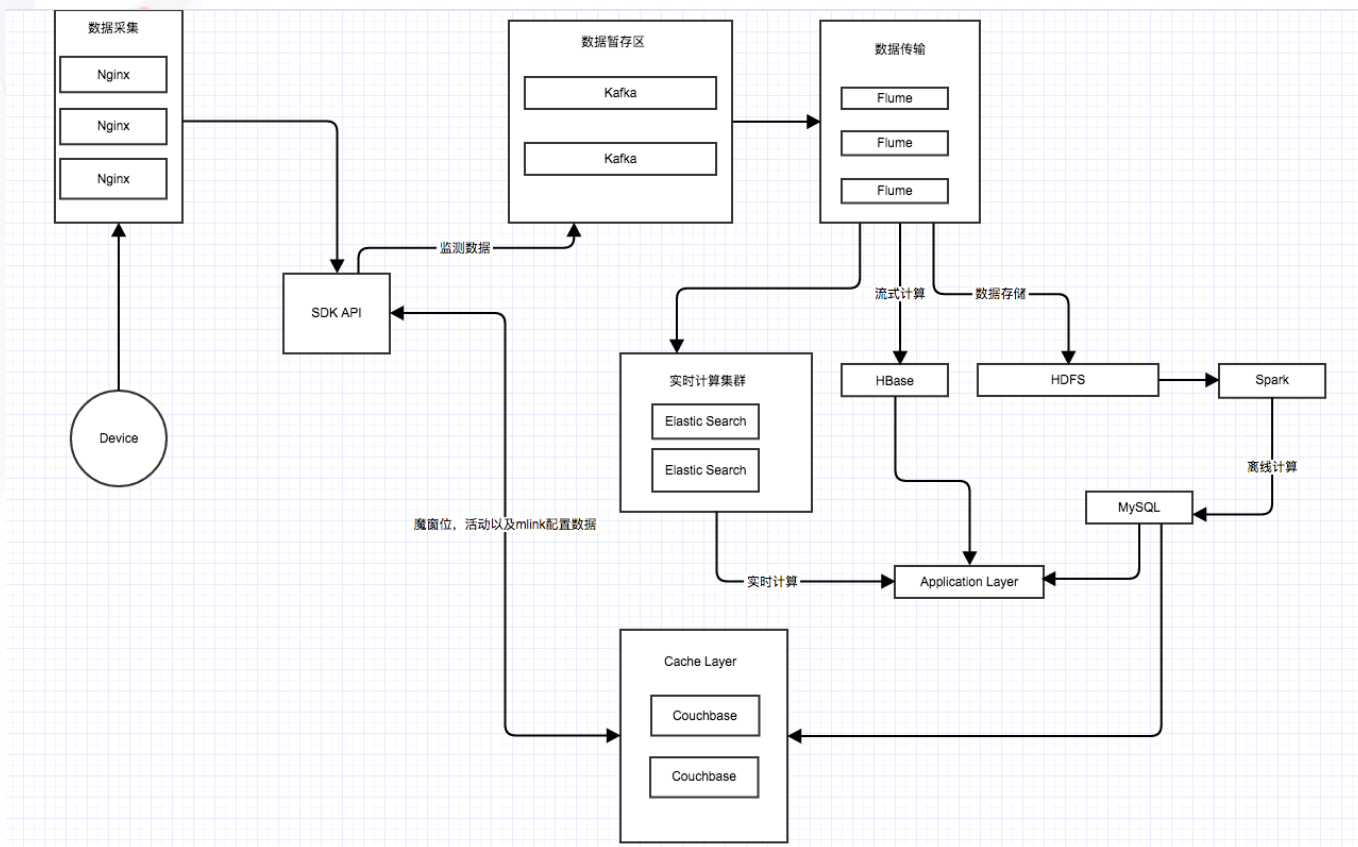 数据采集
Nginx
Nginx
Nginx
数据暂存区
Kafka
Kafka
数据传输
Flume
Flume
Flume
监测数据
SDK API
流式计算
数据存储
Device
实时计算集群
Elastic Search
Elastic Search
HBase
HDFS
Spark
离线计算
MySQL
魔窗位，活动以及mlink配置数据
实时计算
Application Layer
Cache Layer
Couchbase
Couchbase